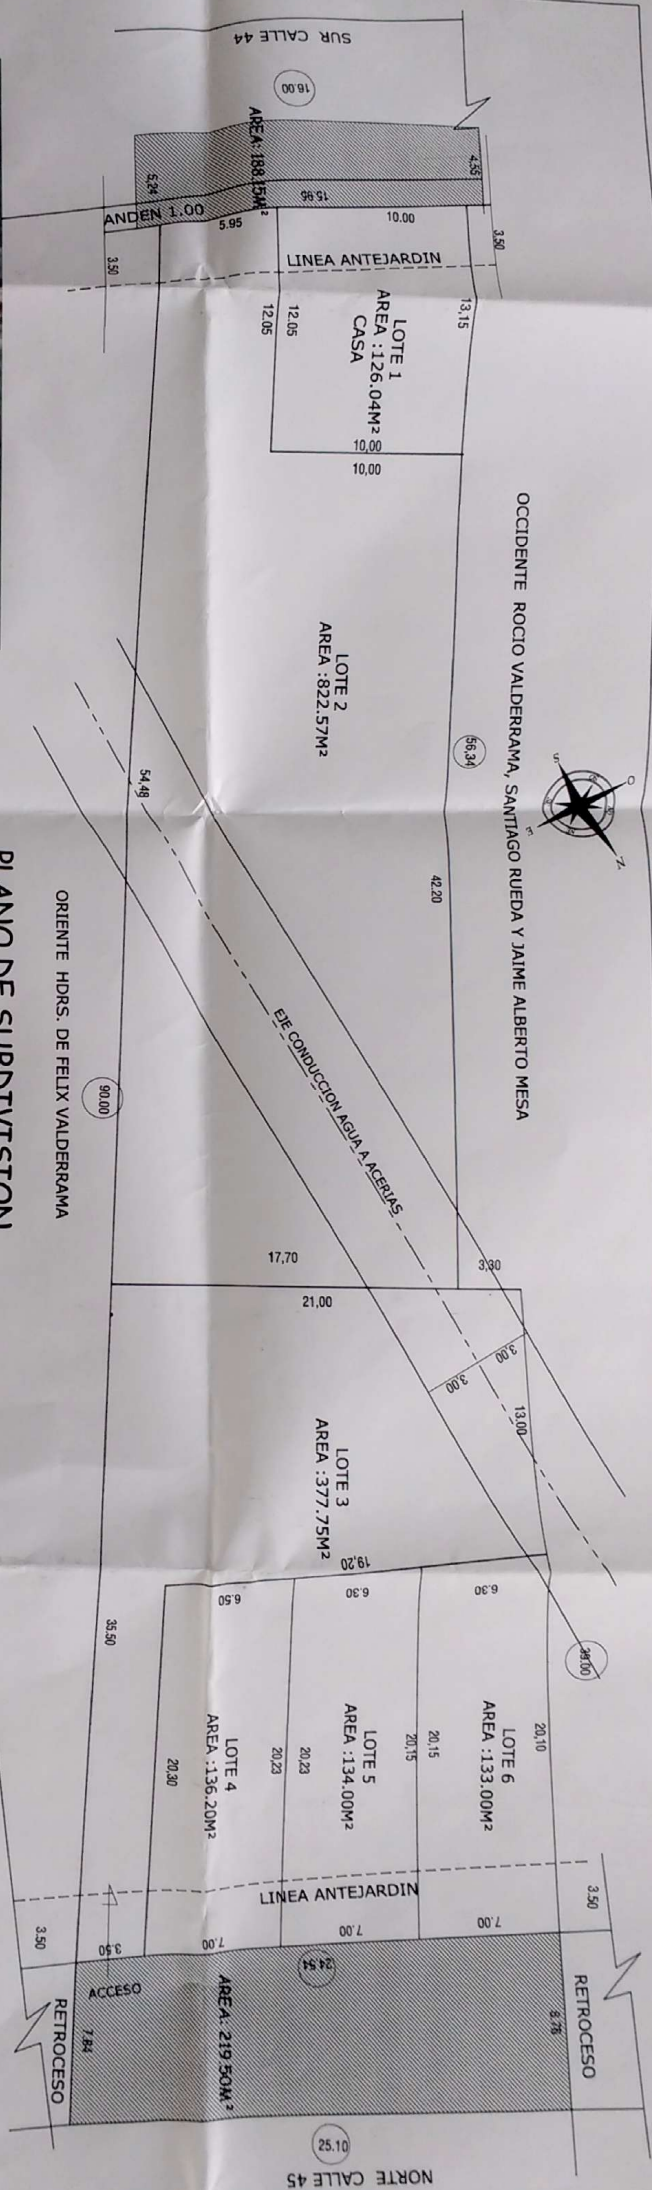 SUR CALLE 44
16.00
AREA: 188.15M²
4.55
5.24
15.95
ANDEN 1.00
5.95
10.00
3.50
3.50
LINEA ANTEJARDIN
13,15
LOTE 1
AREA :126.04M²
CASA
12.05
12.05
10,00
10,00
OCCIDENTE ROCIO VALDERRAMA, SANTIAGO RUEDA Y JAIME ALBERTO MESA
LOTE 2
AREA :822.57M²
56,34
S
O
E
N
54,48
42.20
ORIENTE HDRS. DE FELIX VALDERRAMA
PLANO DE SUBDIVISION
EJE CONDUCCION AGUA A ACERIAS
90.00
17,70
3,30
21,00
3,00
3,00
13.00
LOTE 3
AREA :377.75M²
19,20
35.50
6.50
6.30
6.30
39.00
LOTE 4
AREA :136.20M²
LOTE 5
AREA :134.00M²
LOTE 6
AREA :133.00M²
20,30
20,23
20,23
20,15
20,15
20,10
LINEA ANTEJARDIN
3.50
3.50
3.50
7.00
7.00
7.00
24.54
ACCESO
AREA. 219.50M²
RETROCESO
RETROCESO
7.84
8.76
25.10
NORTE CALLE 45